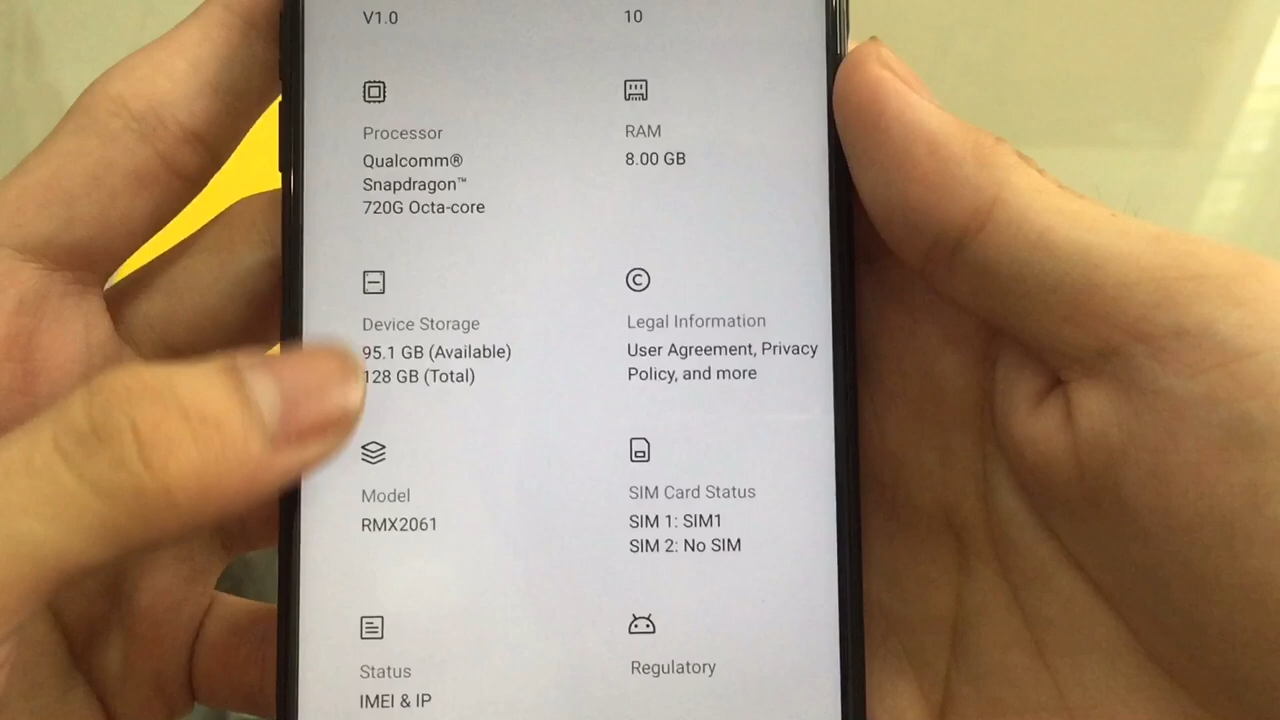 V1.0
10
Processor
Qualcomm®
Snapdragon™
720G Octa-core
RAM
8.00 GB
Device Storage
95.1 GB (Available)
128 GB (Total)
Legal Information
User Agreement, Privacy
Policy, and more
Model
RMX2061
SIM Card Status
SIM 1: SIM1
SIM 2: No SIM
Status
IMEI & IP
Regulatory